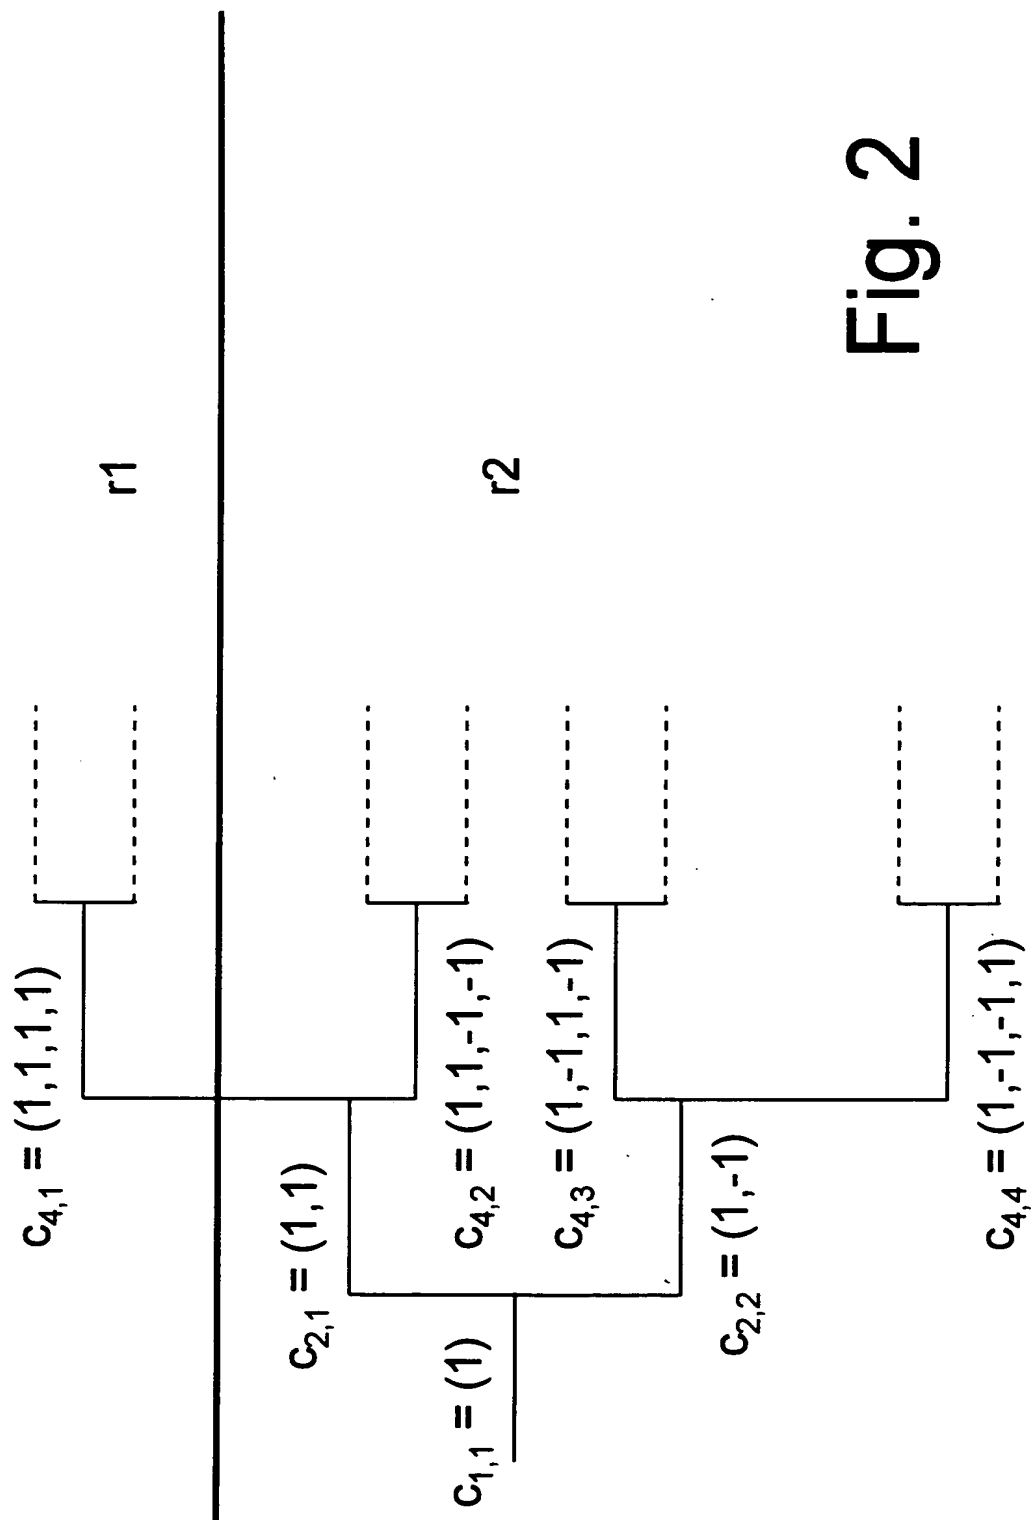 c4,1 = (1,1,1,1)
r1
c2,1 = (1,1)
c1,1 = (1)
c4,2 = (1,1,-1,-1)
r2
c4,3 = (1,-1,1,-1)
c2,2 = (1,-1)
c4,4 = (1,-1,-1,1)
Fig. 2